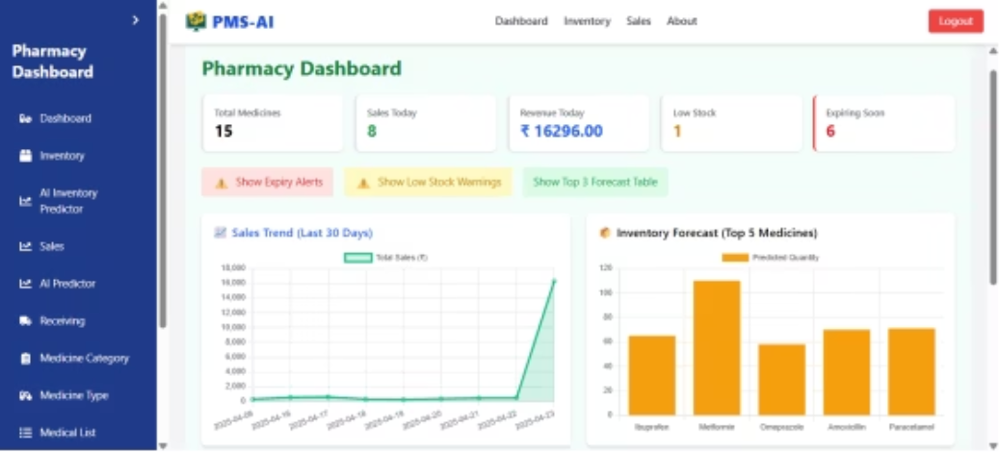 Pharmacy
Dashboard
Dashboard
Inventory
AI Inventory
Predictor
Sales
AI Predictor
Receiving
Medicine Category
Medicine Type
Medical List
PMS-AI
Dashboard Inventory Sales About
Logout
Pharmacy Dashboard
Total Medicines
15
Sales Today
8
Revenue Today
₹ 16296.00
Low Stock
1
Expiring Soon
6
Show Expiry Alerts
Show Low Stock Warnings
Show Top 3 Forecast Table
Sales Trend (Last 30 Days)
Total Sales (₹)
18,000
16,000
14,000
12,000
10,000
8,000
6,000
4,000
2,000
0
2025-04-16
2025-04-17
2025-04-18
2025-04-19
2025-04-20
2025-04-21
2025-04-22
2025-04-23
Inventory Forecast (Top 5 Medicines)
Predicted Quantity
120
100
80
60
40
20
0
Ibuprofen Metformin Omeprazole Amoxicillin Paracetamol